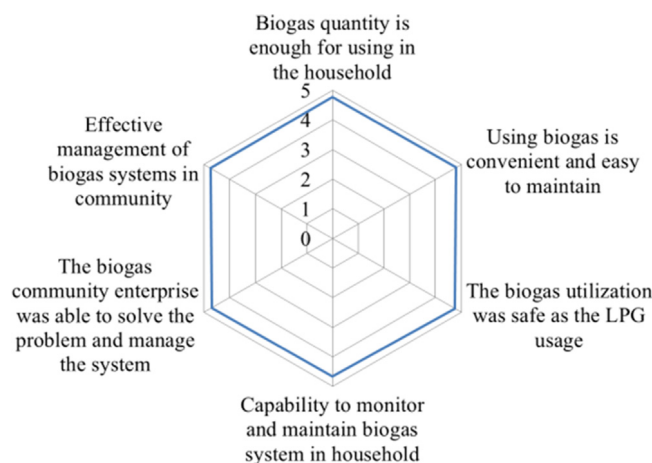 Biogas quantity is
enough for using in
the household
5
4
3
2
1
0
Using biogas is
convenient and easy
to maintain
The biogas utilization
was safe as the LPG
usage
Capability to monitor
and maintain biogas
system in household
The biogas
community enterprise
was able to solve the
problem and manage
the system
Effective
management of
biogas systems in
community